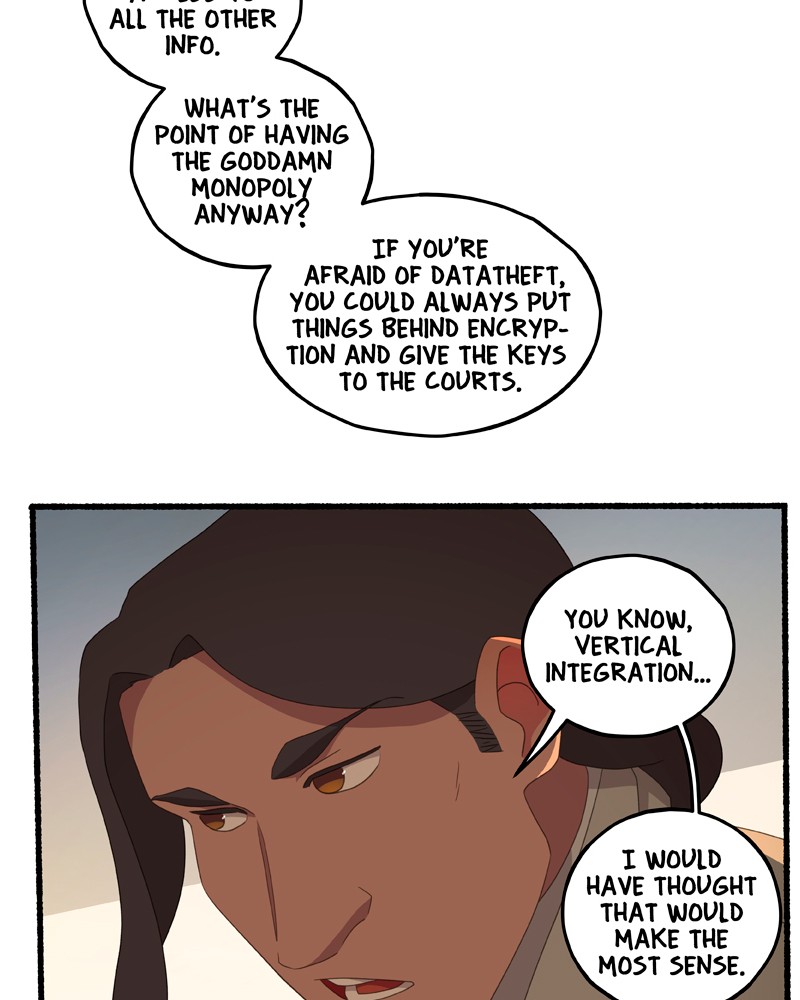 ALL THE OTHER
INFO.
WHAT'S THE
POINT OF HAVING
THE GODDAMN
MONOPOLY
ANYWAY?
IF YOU'RE
AFRAID OF DATATHEFT,
YOU COULD ALWAYS PUT
THINGS BEHIND ENCRYP-
TION AND GIVE THE KEYS
TO THE COURTS.
YOU KNOW,
VERTICAL
INTEGRATION...
I WOULD
HAVE THOUGHT
THAT WOULD
MAKE THE
MOST SENSE.